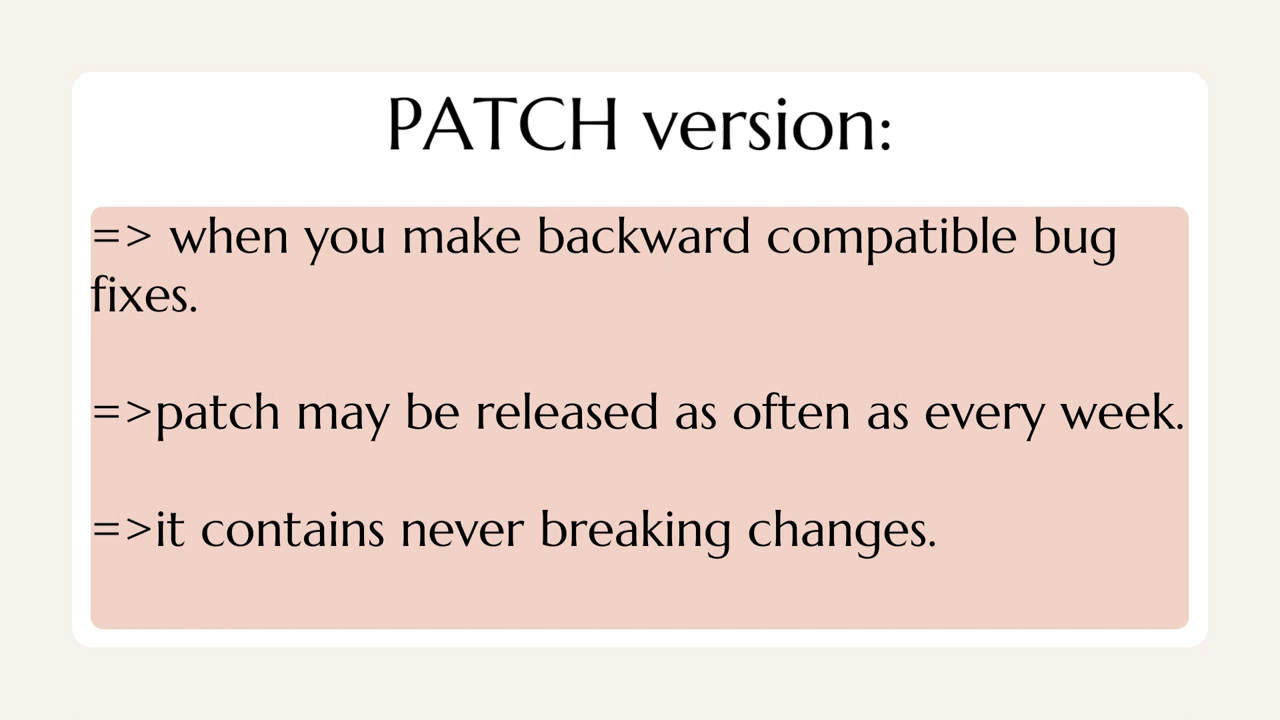 PATCH version:
=> when you make backward compatible bug
fixes.
=>patch may be released as often as every week.
=>it contains never breaking changes.